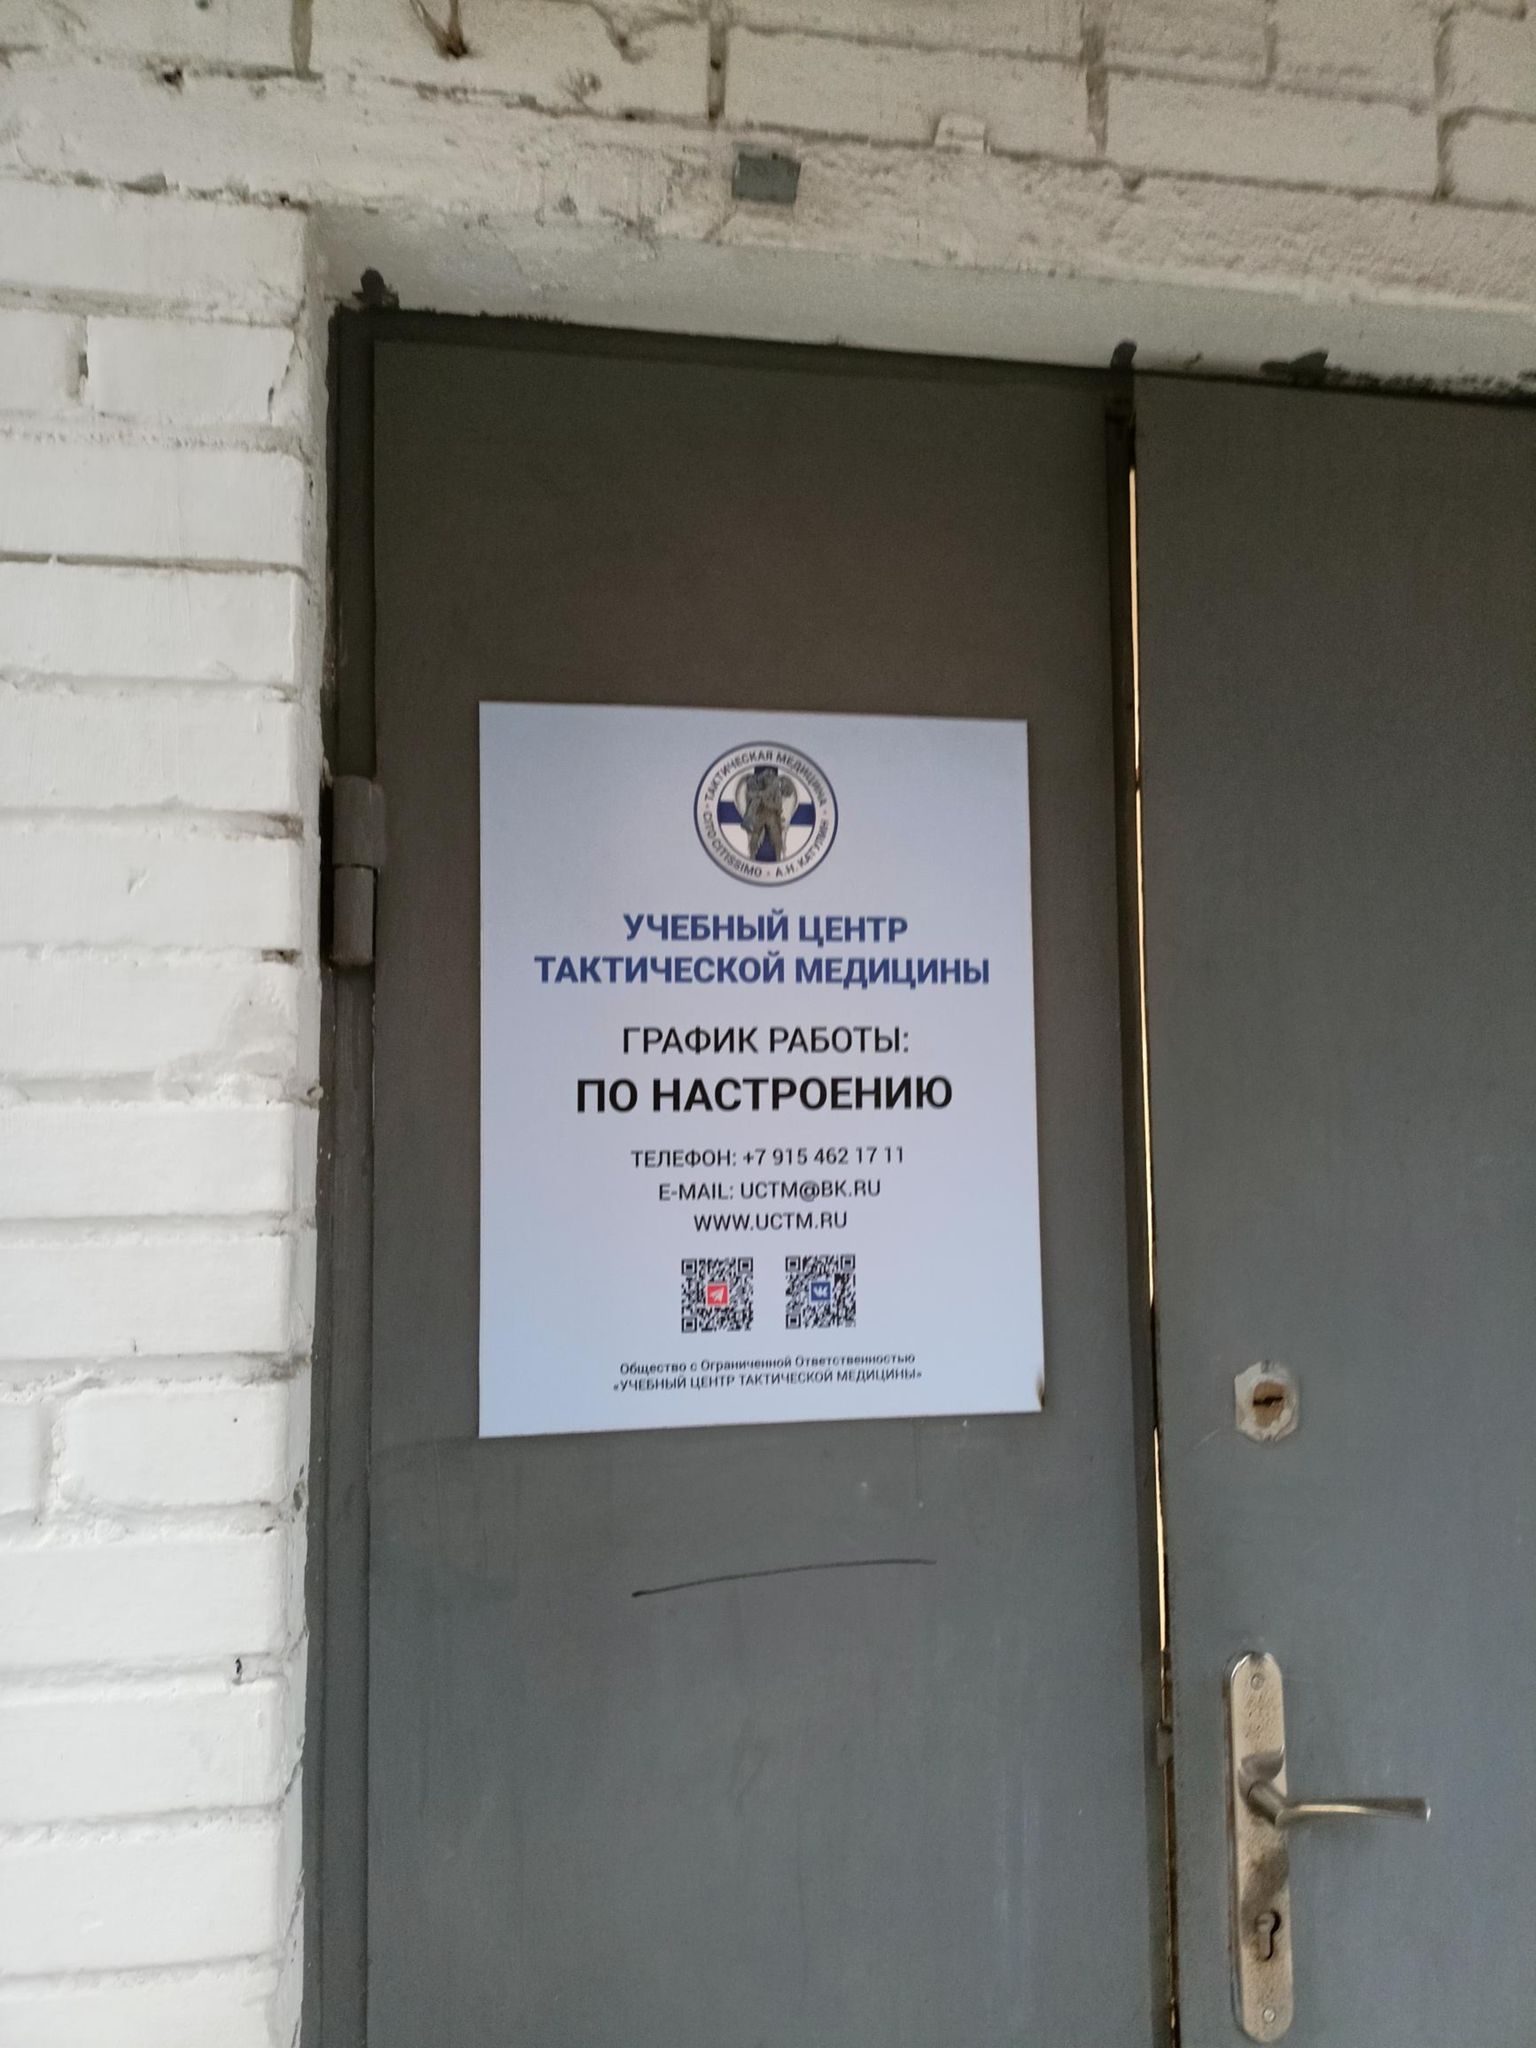 ТАКТИЧЕСКАЯ МЕДИЦИНА
CITO CITISSIMO · А.Н. КАТУЛИН
УЧЕБНЫЙ ЦЕНТР
ТАКТИЧЕСКОЙ МЕДИЦИНЫ
ГРАФИК РАБОТЫ:
ПО НАСТРОЕНИЮ
ТЕЛЕФОН: +7 915 462 17 11
E-MAIL: UCTM@BK.RU
WWW.UCTM.RU
Общество с Ограниченной Ответственностью
«УЧЕБНЫЙ ЦЕНТР ТАКТИЧЕСКОЙ МЕДИЦИНЫ»